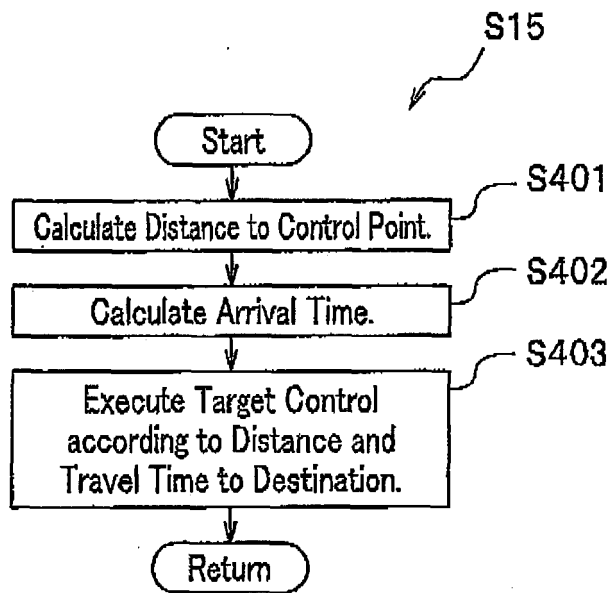 S15
Start
S401
Calculate Distance to Control Point.
S402
Calculate Arrival Time.
S403
Execute Target Control
according to Distance and
Travel Time to Destination.
Return